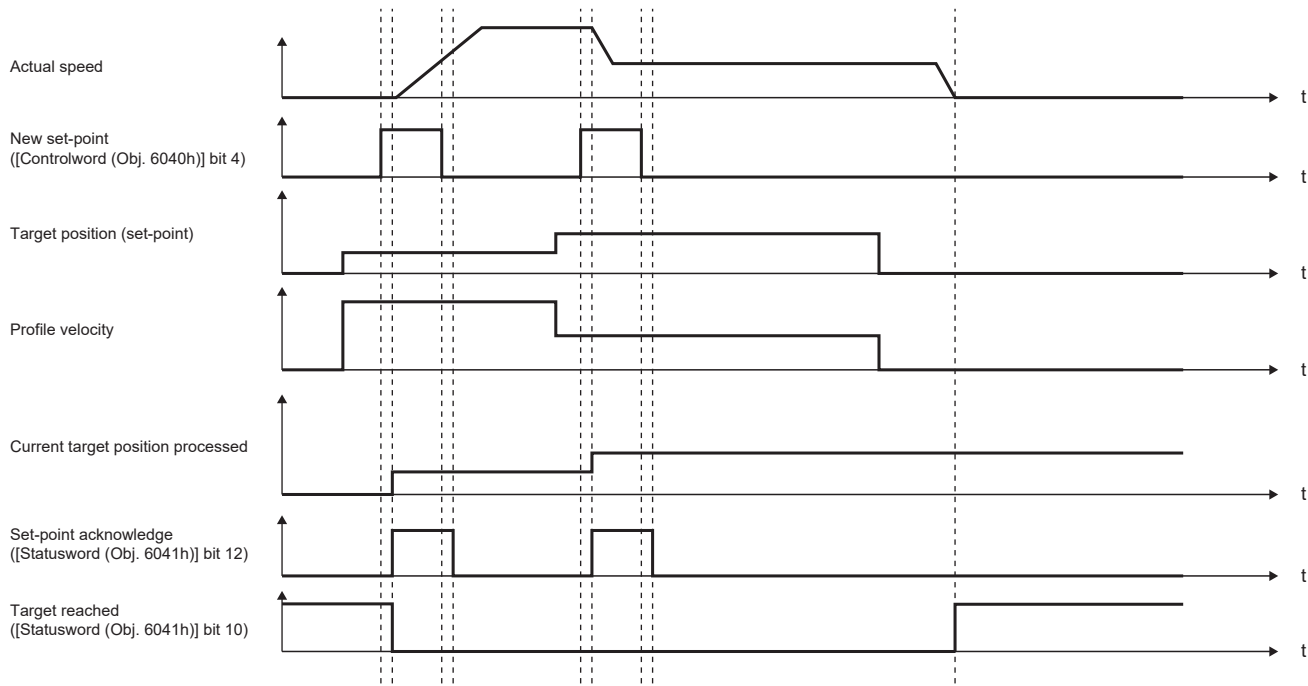 Actual speed
t
New set-point
([Controlword (Obj. 6040h)] bit 4)
t
Target position (set-point)
t
Profile velocity
t
Current target position processed
t
Set-point acknowledge
([Statusword (Obj. 6041h)] bit 12)
t
Target reached
([Statusword (Obj. 6041h)] bit 10)
t